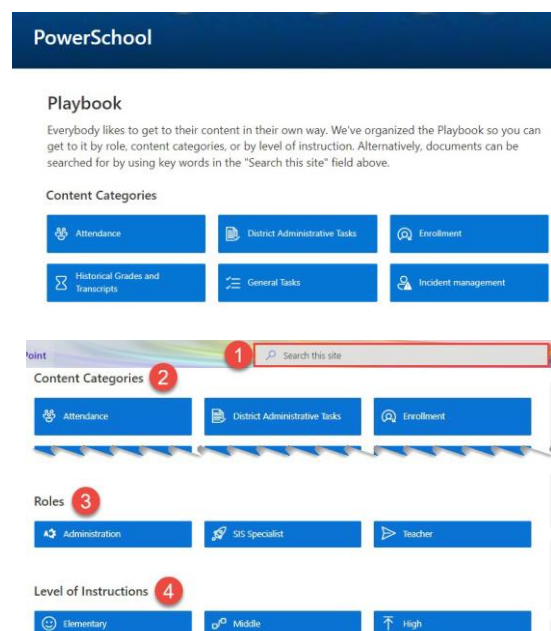 PowerSchool
Playbook
Everybody likes to get to their content in their own way. We've organized the Playbook so you can
get to it by role, content categories, or by level of instruction. Alternatively, documents can be
searched for by using key words in the "Search this site" field above.
Content Categories
Attendance
District Administrative Tasks
Enrollment
Historical Grades and
Transcripts
General Tasks
Incident management
Point
1
Search this site
Content Categories 2
Attendance
District Administrative Tasks
Enrollment
Roles 3
Administration
SIS Specialist
Teacher
Level of Instructions 4
Elementary
Middle
High